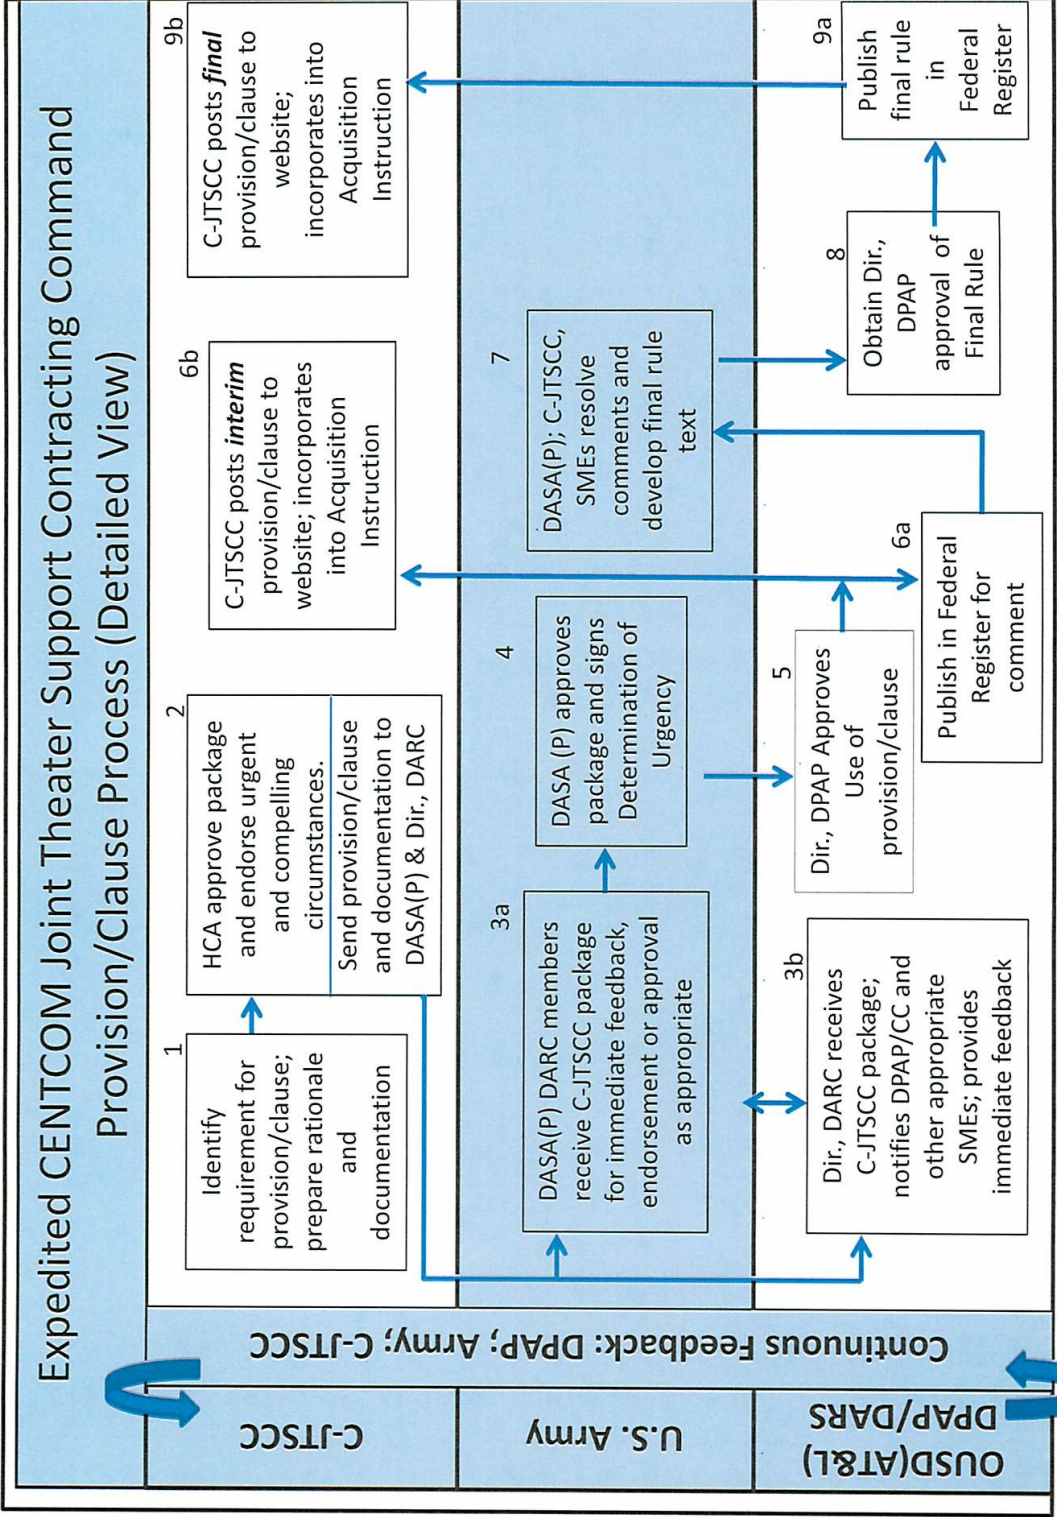 Expedited CENTCOM Joint Theater Support Contracting Command
Provision/Clause Process (Detailed View)
Continuous Feedback: DPAP; Army; C-JTSCC
C-JTSCC
1
Identify
requirement for
provision/clause;
prepare rationale
and
documentation
2
HCA approve package
and endorse urgent
and compelling
circumstances.
Send provision/clause
and documentation to
DASA(P) & Dir., DARC
6b
C-JTSCC posts interim
provision/clause to
website; incorporates
into Acquisition
Instruction
9b
C-JTSCC posts final
provision/clause to
website;
incorporates into
Acquisition
Instruction
U.S. Army
3a
DASA(P) DARC members
receive C-JTSCC package
for immediate feedback,
endorsement or approval
as appropriate
4
DASA (P) approves
package and signs
Determination of
Urgency
7
DASA(P); C-JTSCC,
SMEs resolve
comments and
develop final rule
text
OUSD(AT&L)
DPAP/DARS
3b
Dir., DARC receives
C-JTSCC package;
notifies DPAP/CC and
other appropriate
SMEs; provides
immediate feedback
5
Dir., DPAP Approves
Use of
provision/clause
6a
Publish in Federal
Register for
comment
8
Obtain Dir.,
DPAP
approval of
Final Rule
9a
Publish
final rule
in
Federal
Register